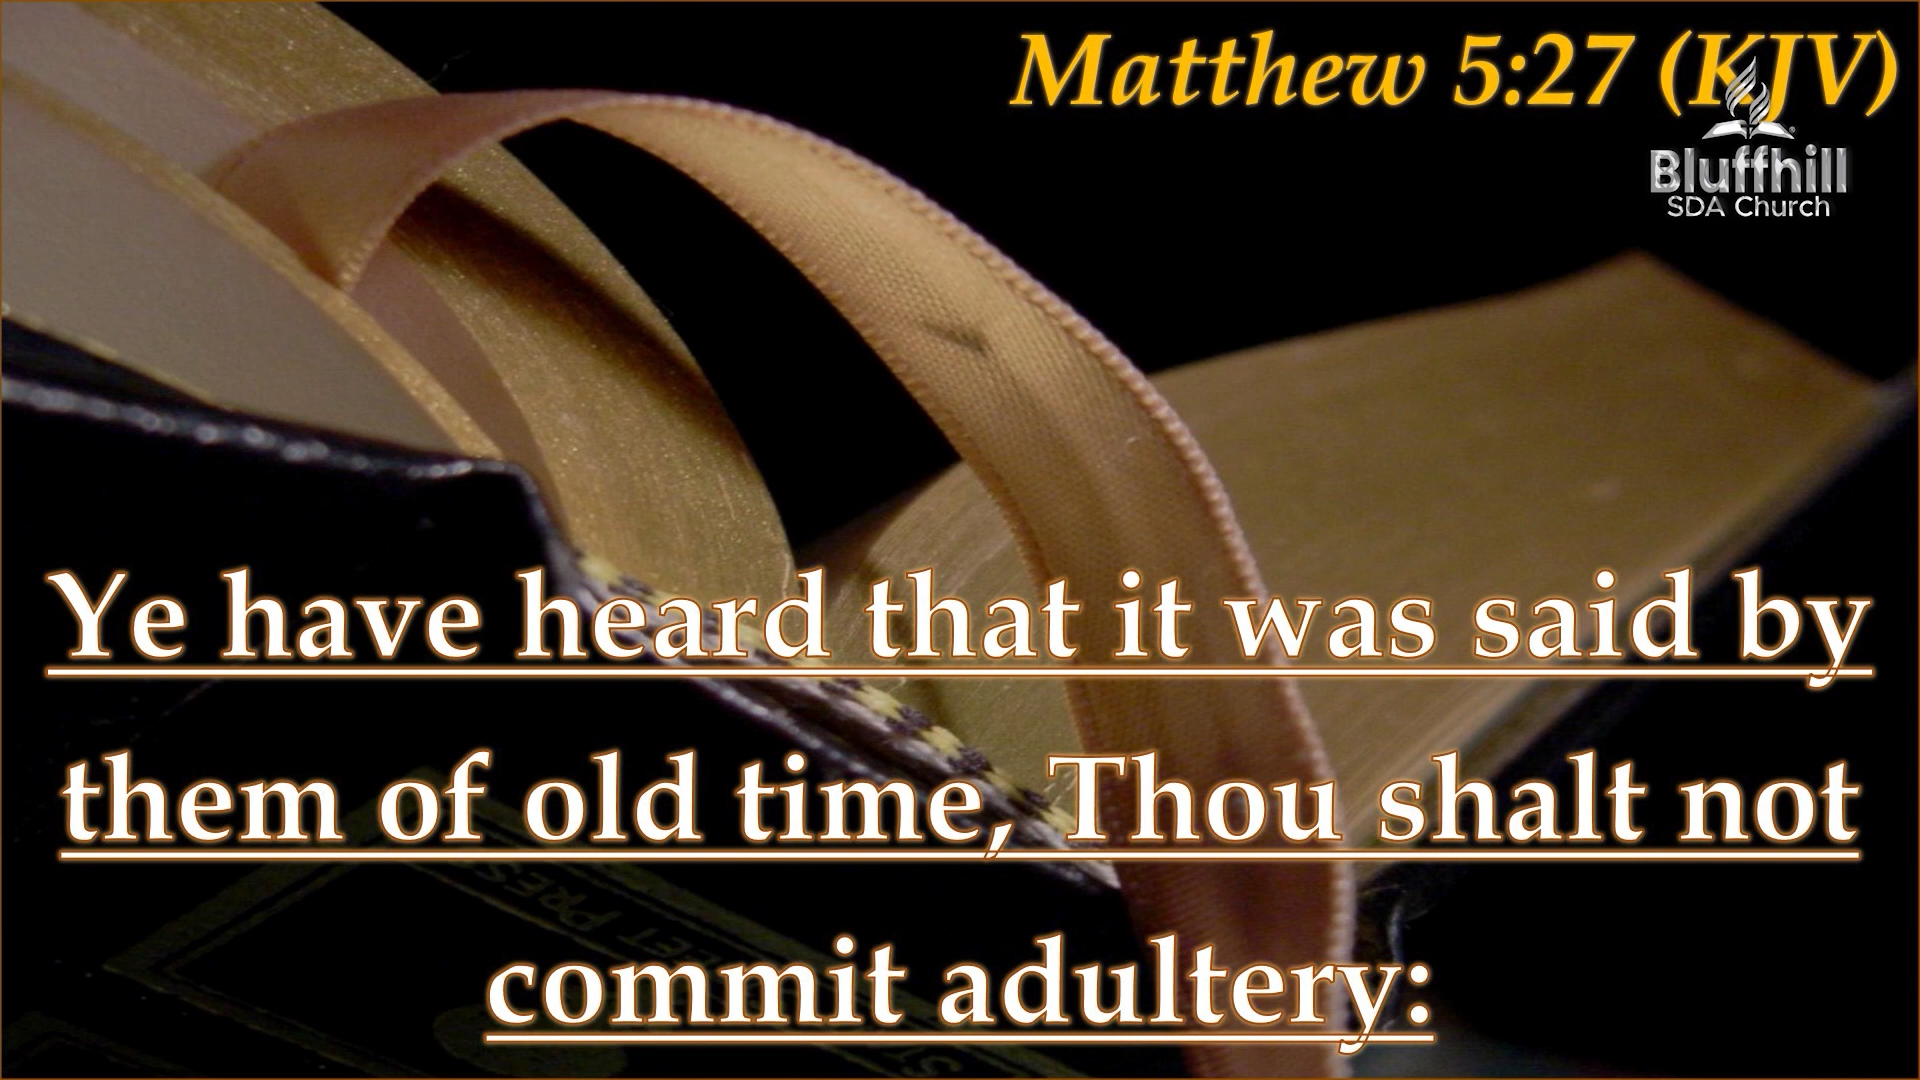 Matthew 5:27 (KJV)
Bluffhill
SDA Church
Ye have heard that it was said by
them of old time, Thou shalt not
commit adultery: